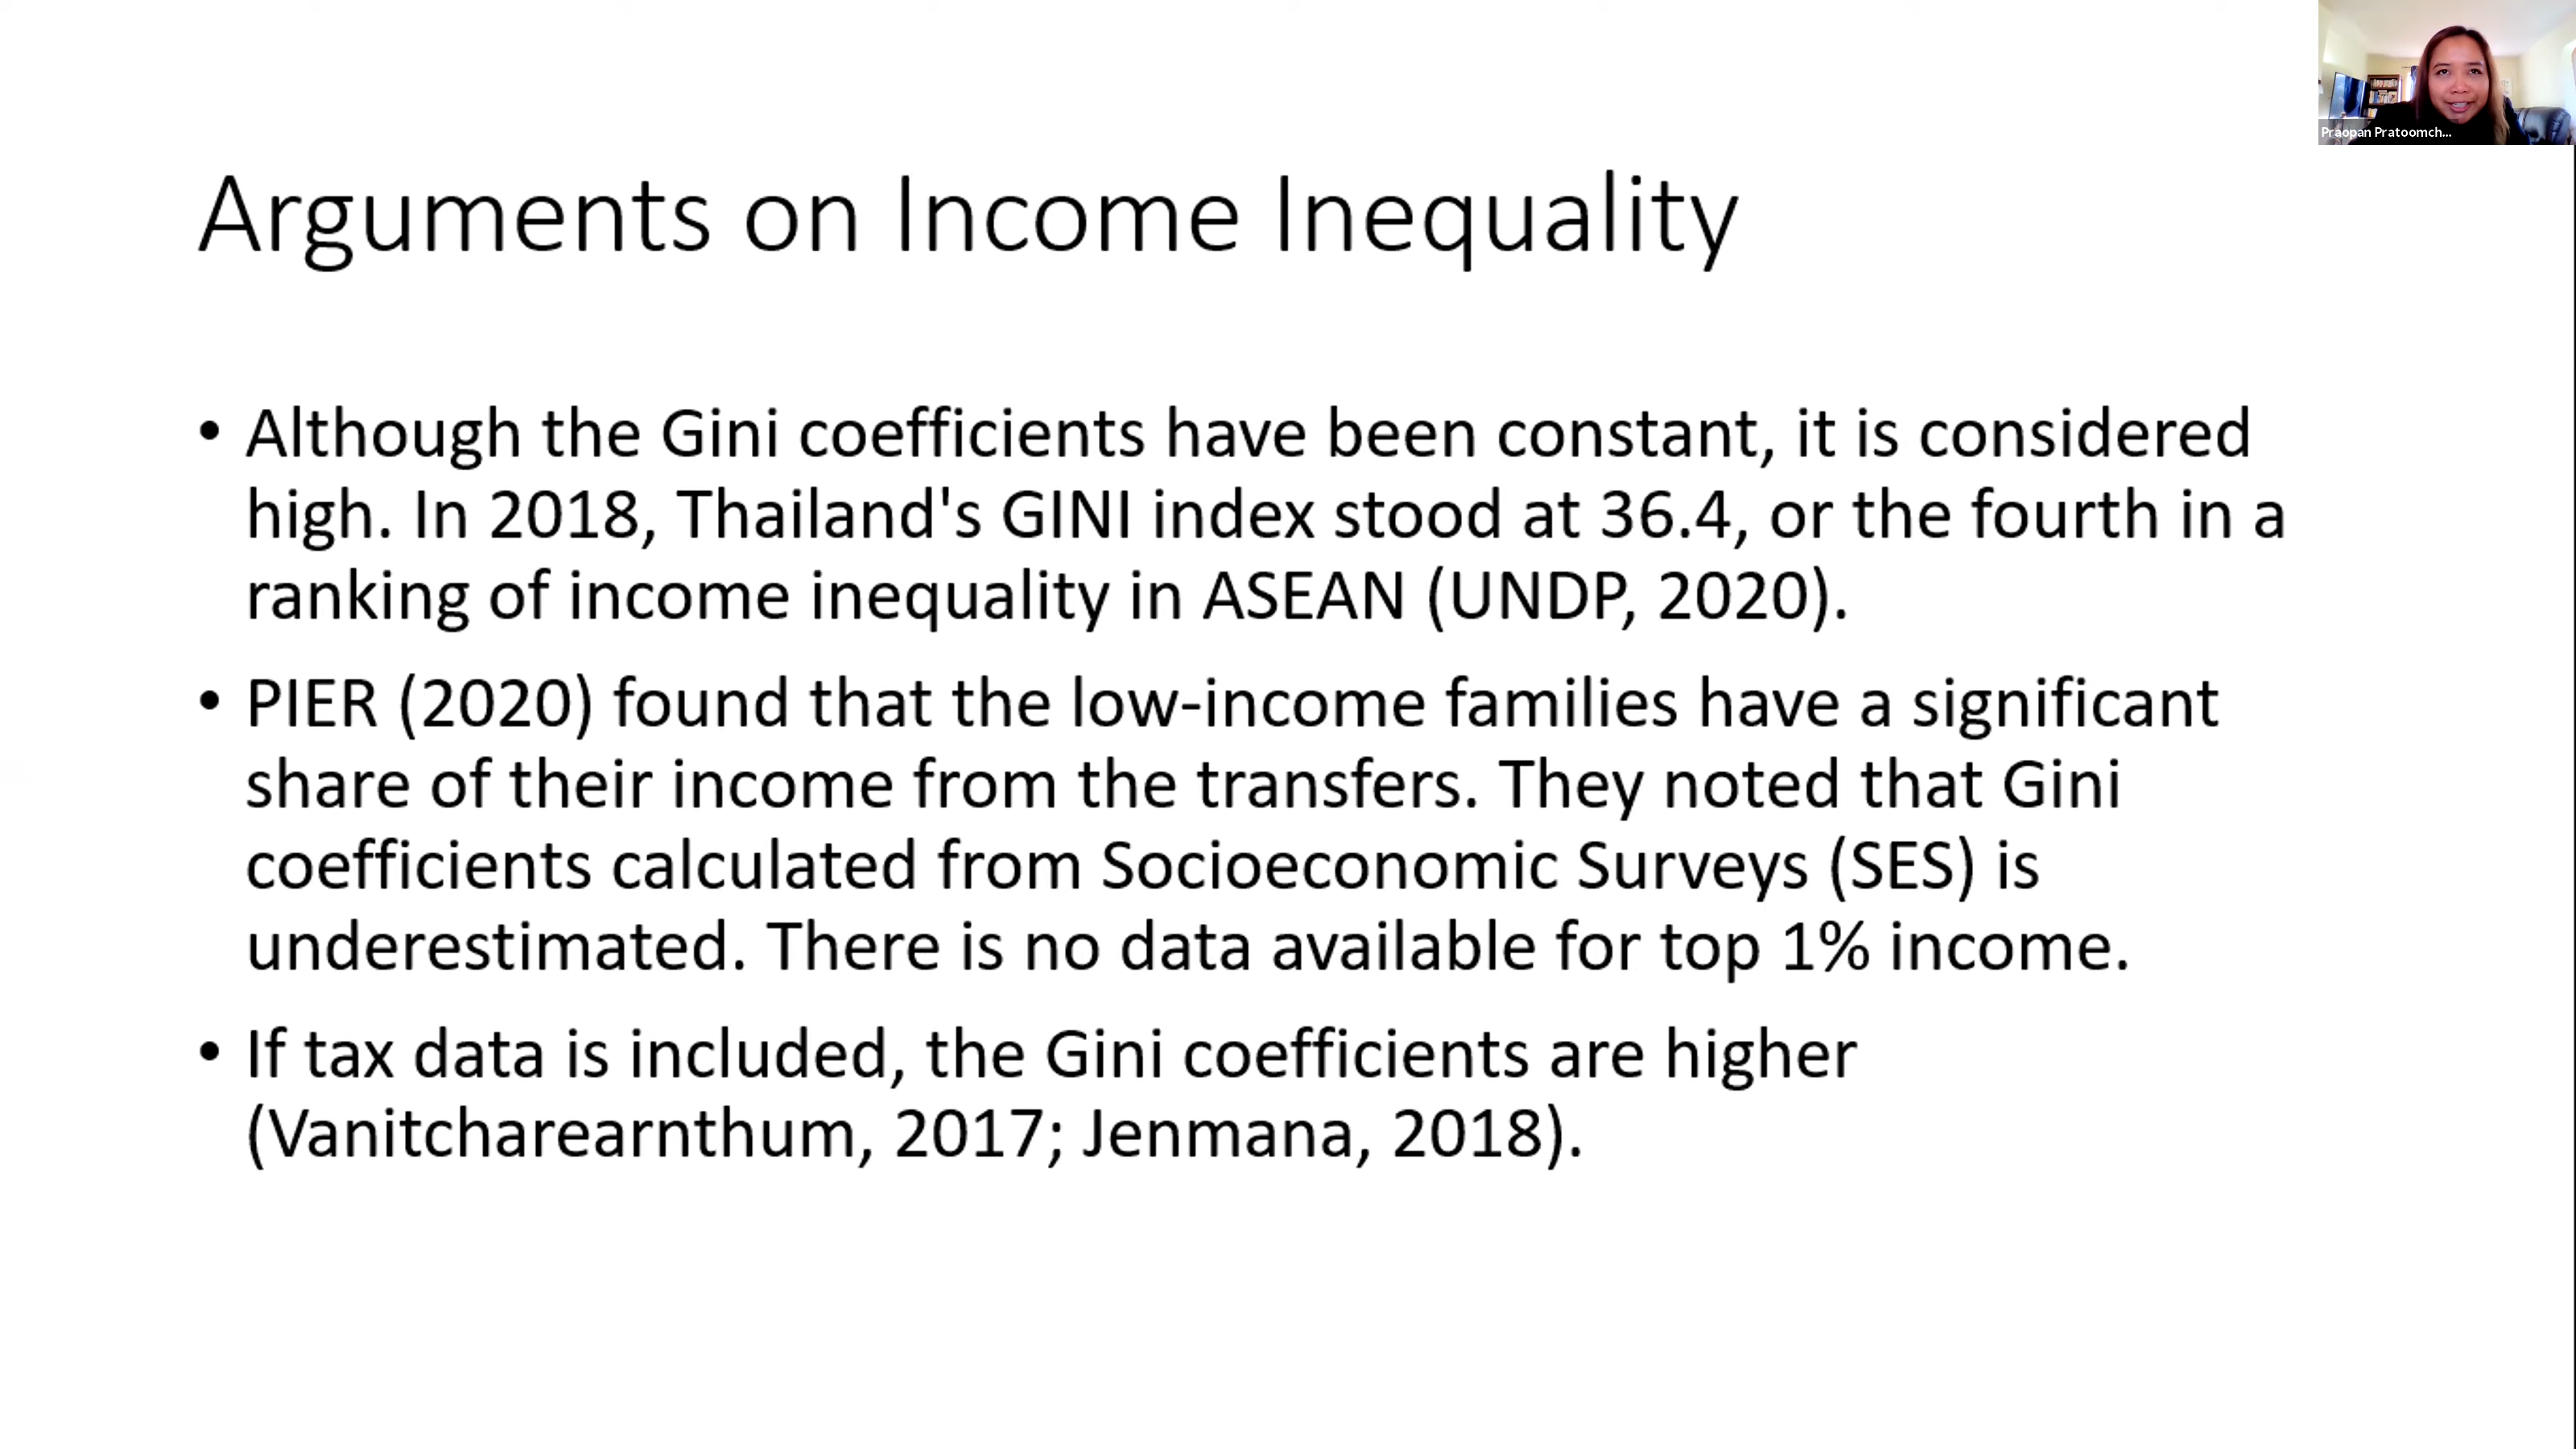 Praopan Pratoomch...
Arguments on Income Inequality
• Although the Gini coefficients have been constant, it is considered
high. In 2018, Thailand's GINI index stood at 36.4, or the fourth in a
ranking of income inequality in ASEAN (UNDP, 2020).
• PIER (2020) found that the low-income families have a significant
share of their income from the transfers. They noted that Gini
coefficients calculated from Socioeconomic Surveys (SES) is
underestimated. There is no data available for top 1% income.
• If tax data is included, the Gini coefficients are higher
(Vanitcharearnthum, 2017; Jenmana, 2018).